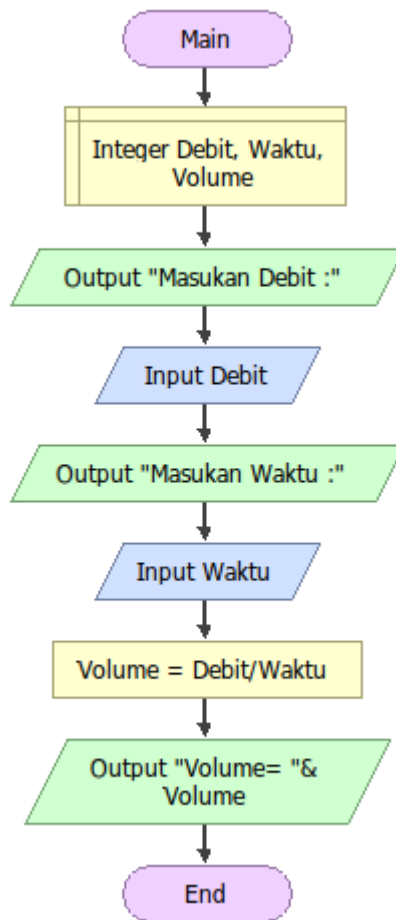 Main
Integer Debit, Waktu,
Volume
Output "Masukan Debit :"
Input Debit
Output "Masukan Waktu :"
Input Waktu
Volume = Debit/Waktu
Output "Volume= "&
Volume
End